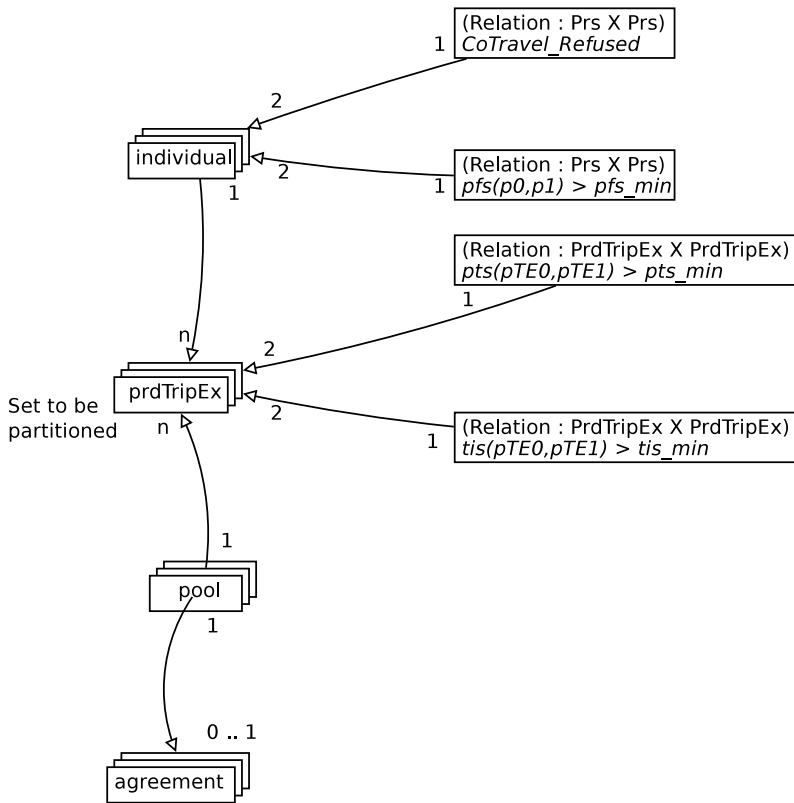 (Relation : Prs X Prs)
CoTravel_Refused
1
2
individual
2
1
1
(Relation : Prs X Prs)
pfs(p0,p1) > pfs_min
(Relation : PrdTripEx X PrdTripEx)
pts(pTE0,pTE1) > pts_min
1
n
2
prdTripEx
Set to be
partitioned
n
2
1
(Relation : PrdTripEx X PrdTripEx)
tis(pTE0,pTE1) > tis_min
1
pool
1
0 .. 1
agreement